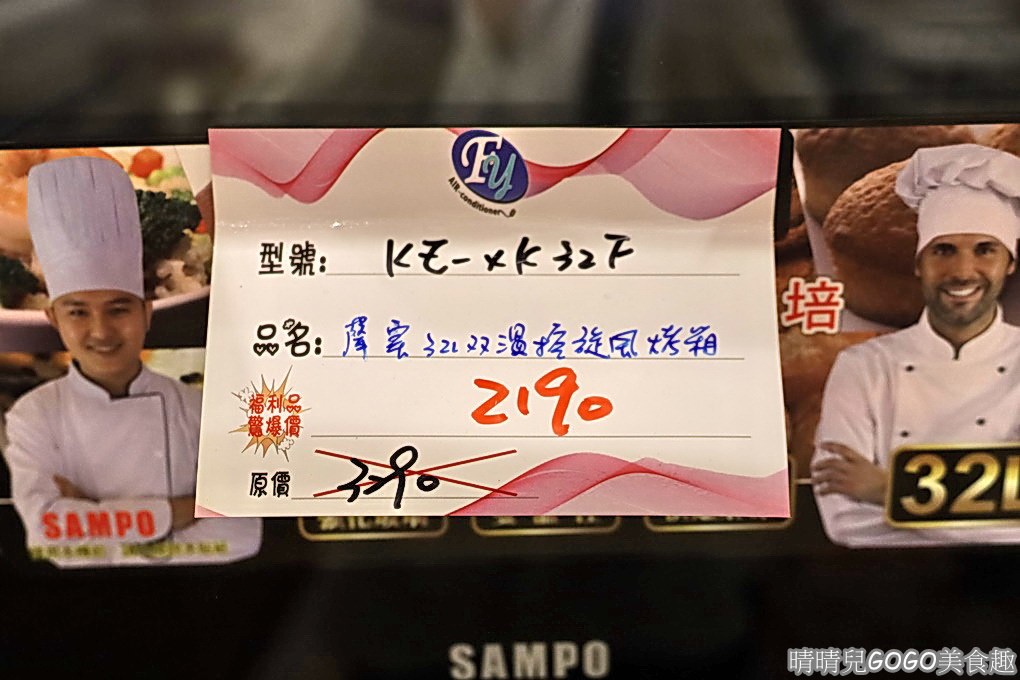 FY
AIR-conditioner
型號: KZ-XK32F
品名: 聲寶32L双溫控旋風烤箱
福利品
驚爆價
2190
原價 3290
培
32L
SAMPO
SAMPO
晴晴兒GOGO美食趣